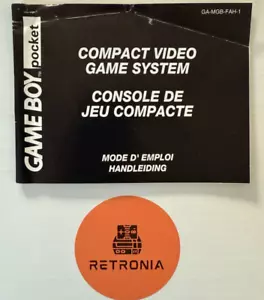 GA-MGB-FAH-1
GAME BOY pocket
COMPACT VIDEO
GAME SYSTEM
CONSOLE DE
JEU COMPACTE
MODE D' EMPLOI
HANDLEIDING
RETRONIA